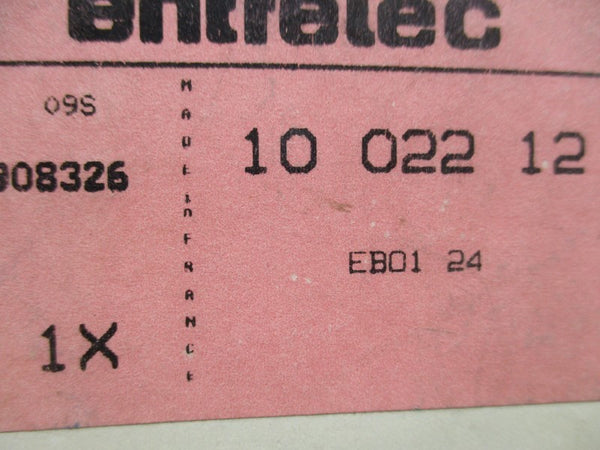 entrelec
09S
308326
1X
MADE in FRANCE
10 022 12
EB01 24